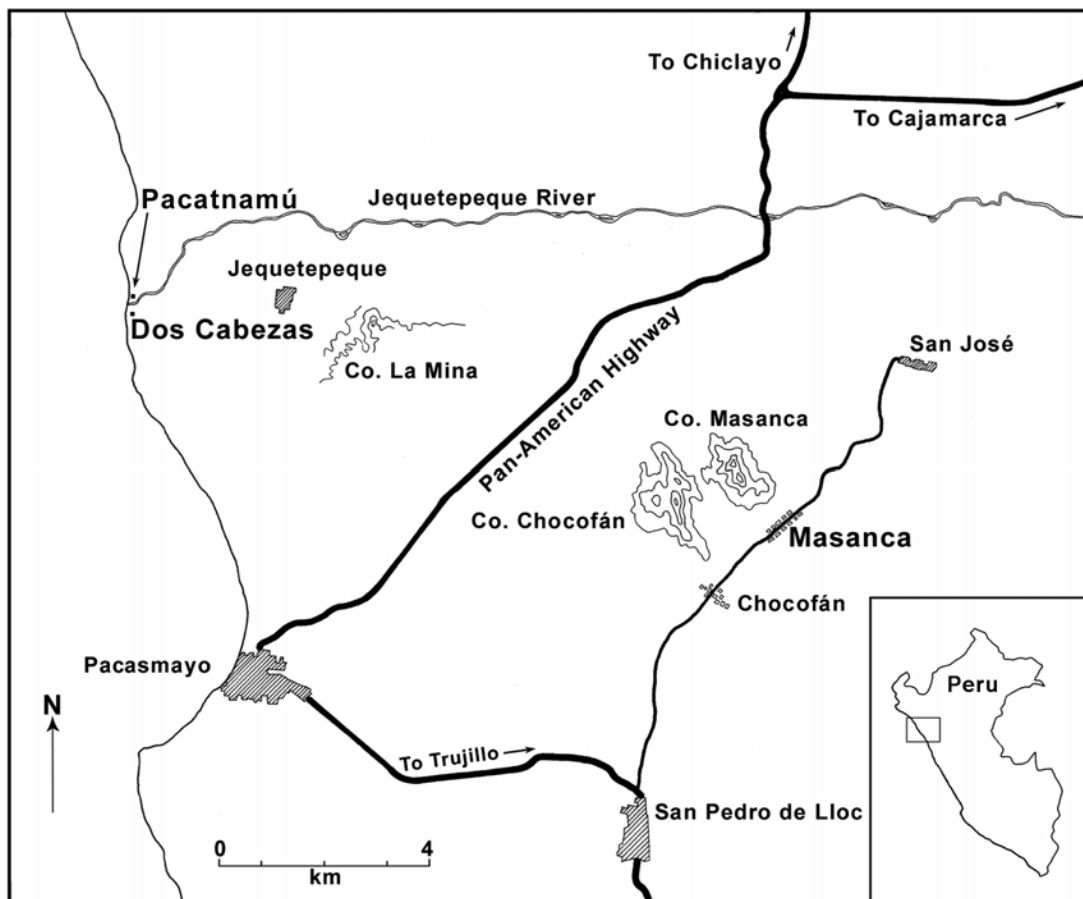 To Chiclayo
To Cajamarca
Pacatnamú
Jequetepeque River
Jequetepeque
Dos Cabezas
Co. La Mina
Pan-American Highway
San José
Co. Masanca
Co. Chocofán
Masanca
Chocofán
Pacasmayo
Peru
N
To Trujillo
San Pedro de Lloc
0 4
km